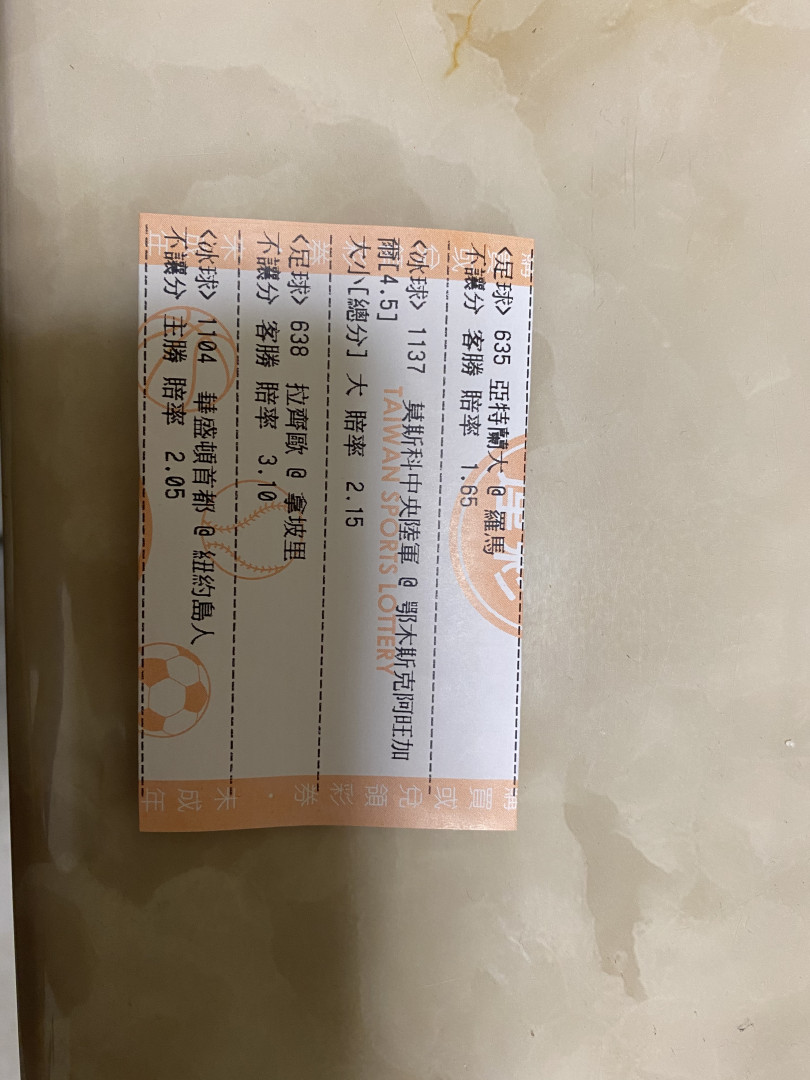 <足球> 635 亞特蘭大 @ 羅馬
不讓分 客勝 賠率 1.65
<冰球> 1137 莫斯科中央陸軍 @ 鄂木斯克阿旺加
爾[4.5]
大小[總分] 大 賠率 2.15
TAIWAN SPORTS LOTTERY
<足球> 638 拉齊歐 @ 拿坡里
不讓分 客勝 賠率 3.10
<冰球> 1104 華盛頓首都 @ 紐約島人
不讓分 主勝 賠率 2.05